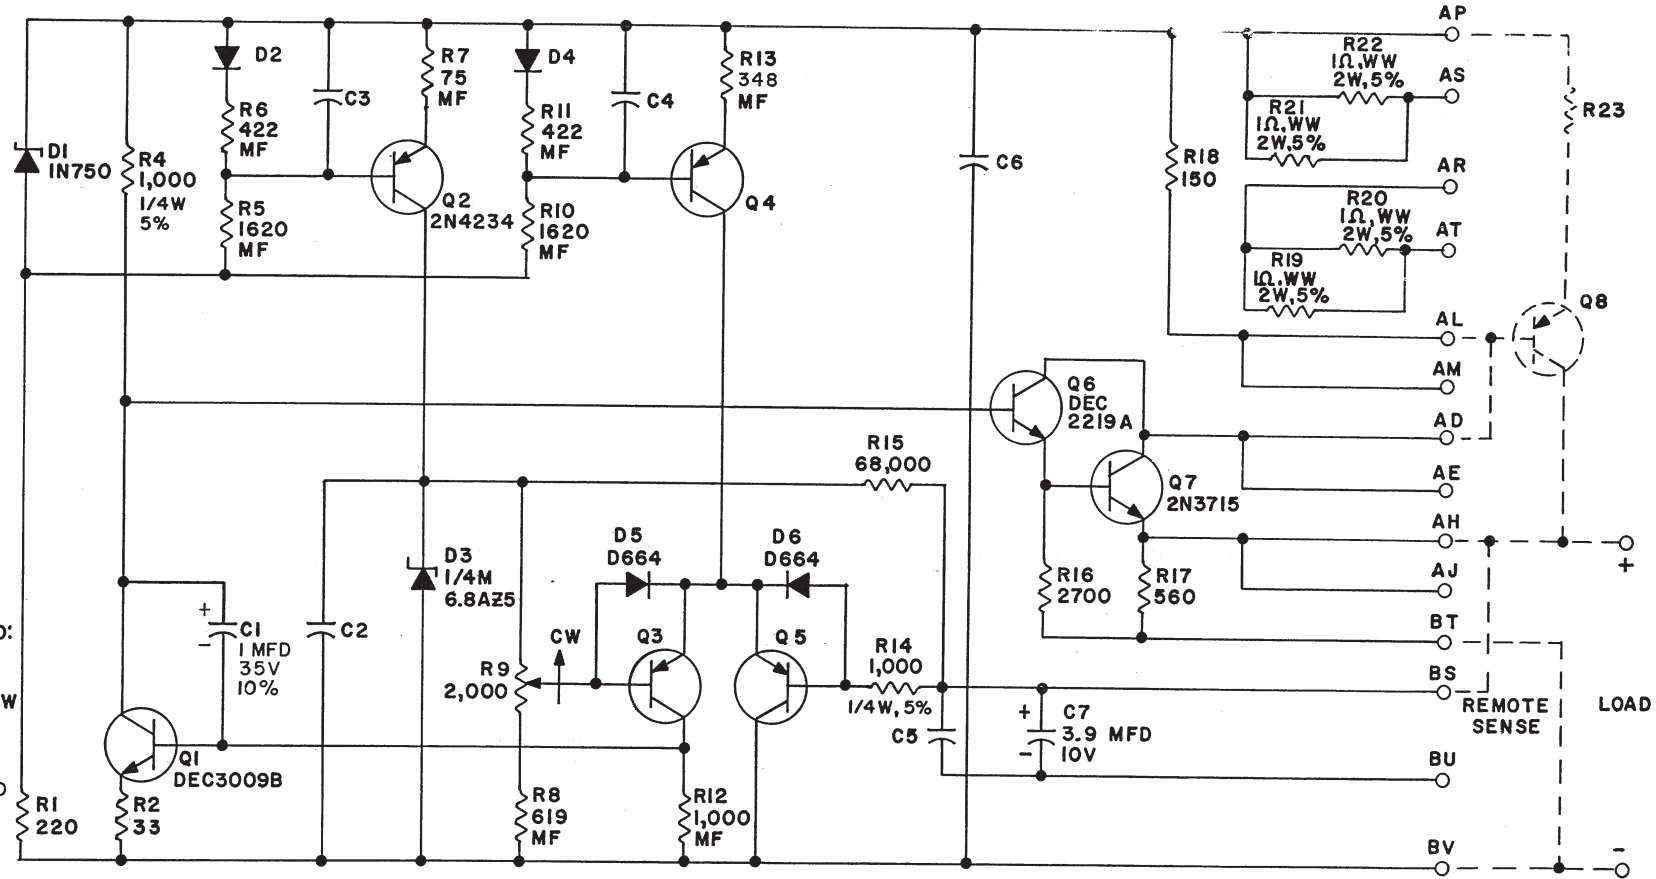 AP
D2
R7
75
MF
D4
R13
348
MF
R22
1Ω,WW
2W,5%
AS
C3
R6
422
MF
C4
R11
422
MF
R21
1Ω,WW
2W,5%
R23
D1
IN750
R4
1,000
1/4W
5%
C6
R18
150
AR
Q2
2N4234
Q4
R5
1620
MF
R10
1620
MF
R20
1Ω,WW
2W,5%
AT
R19
1Ω,WW
2W,5%
Q8
AL
AM
Q6
DEC
2219A
AD
R15
68,000
AE
Q7
2N3715
AH
+
D5
D664
D6
D664
D3
1/4M
6.8AZ5
R16
2700
R17
560
AJ
BT
+
C1
–
1 MFD
35V
10%
C2
CW
Q3
Q5
R14
1,000
1/4W,5%
R9
2,000
BS
REMOTE
SENSE
LOAD
+
C7
3.9 MFD
–
10V
C5
Q1
DEC3009B
BU
R1
220
R2
33
R8
619
MF
R12
1,000
MF
BV
–